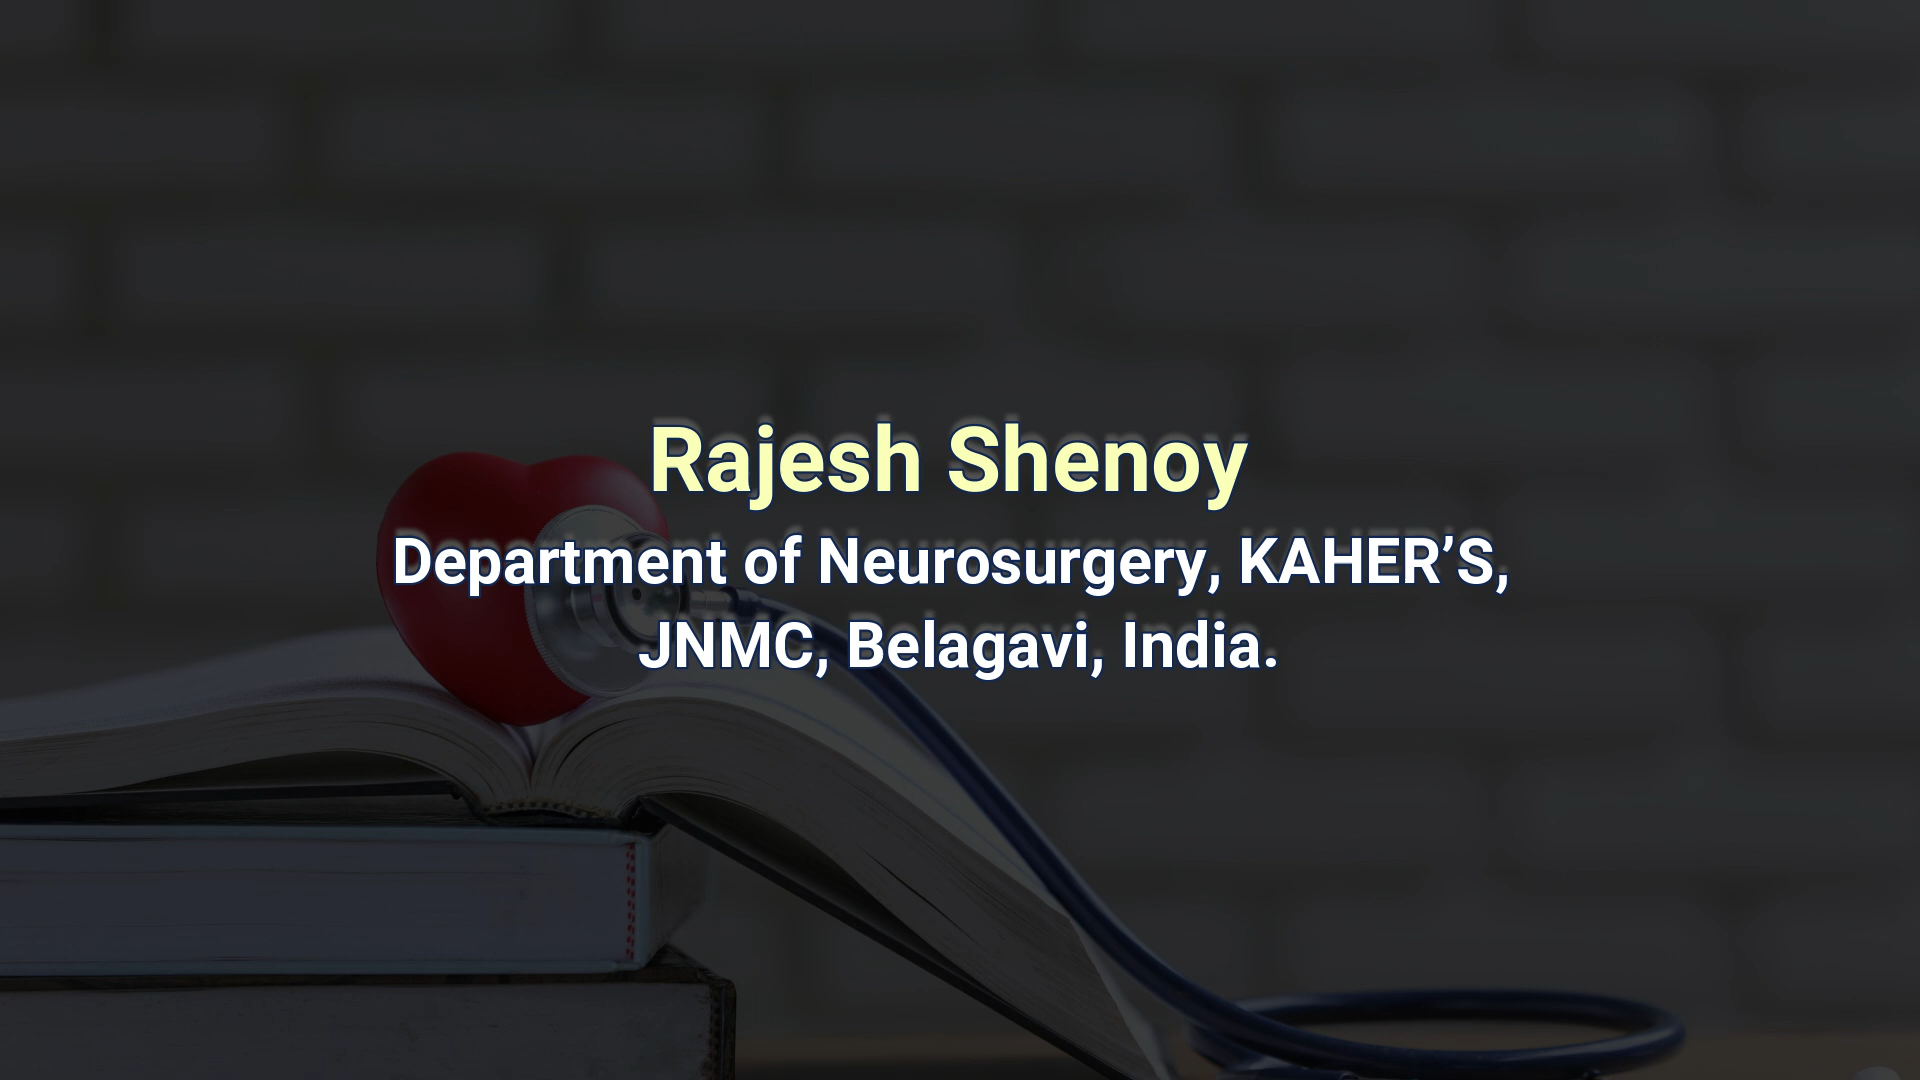 Rajesh Shenoy
Department of Neurosurgery, KAHER’S,
JNMC, Belagavi, India.